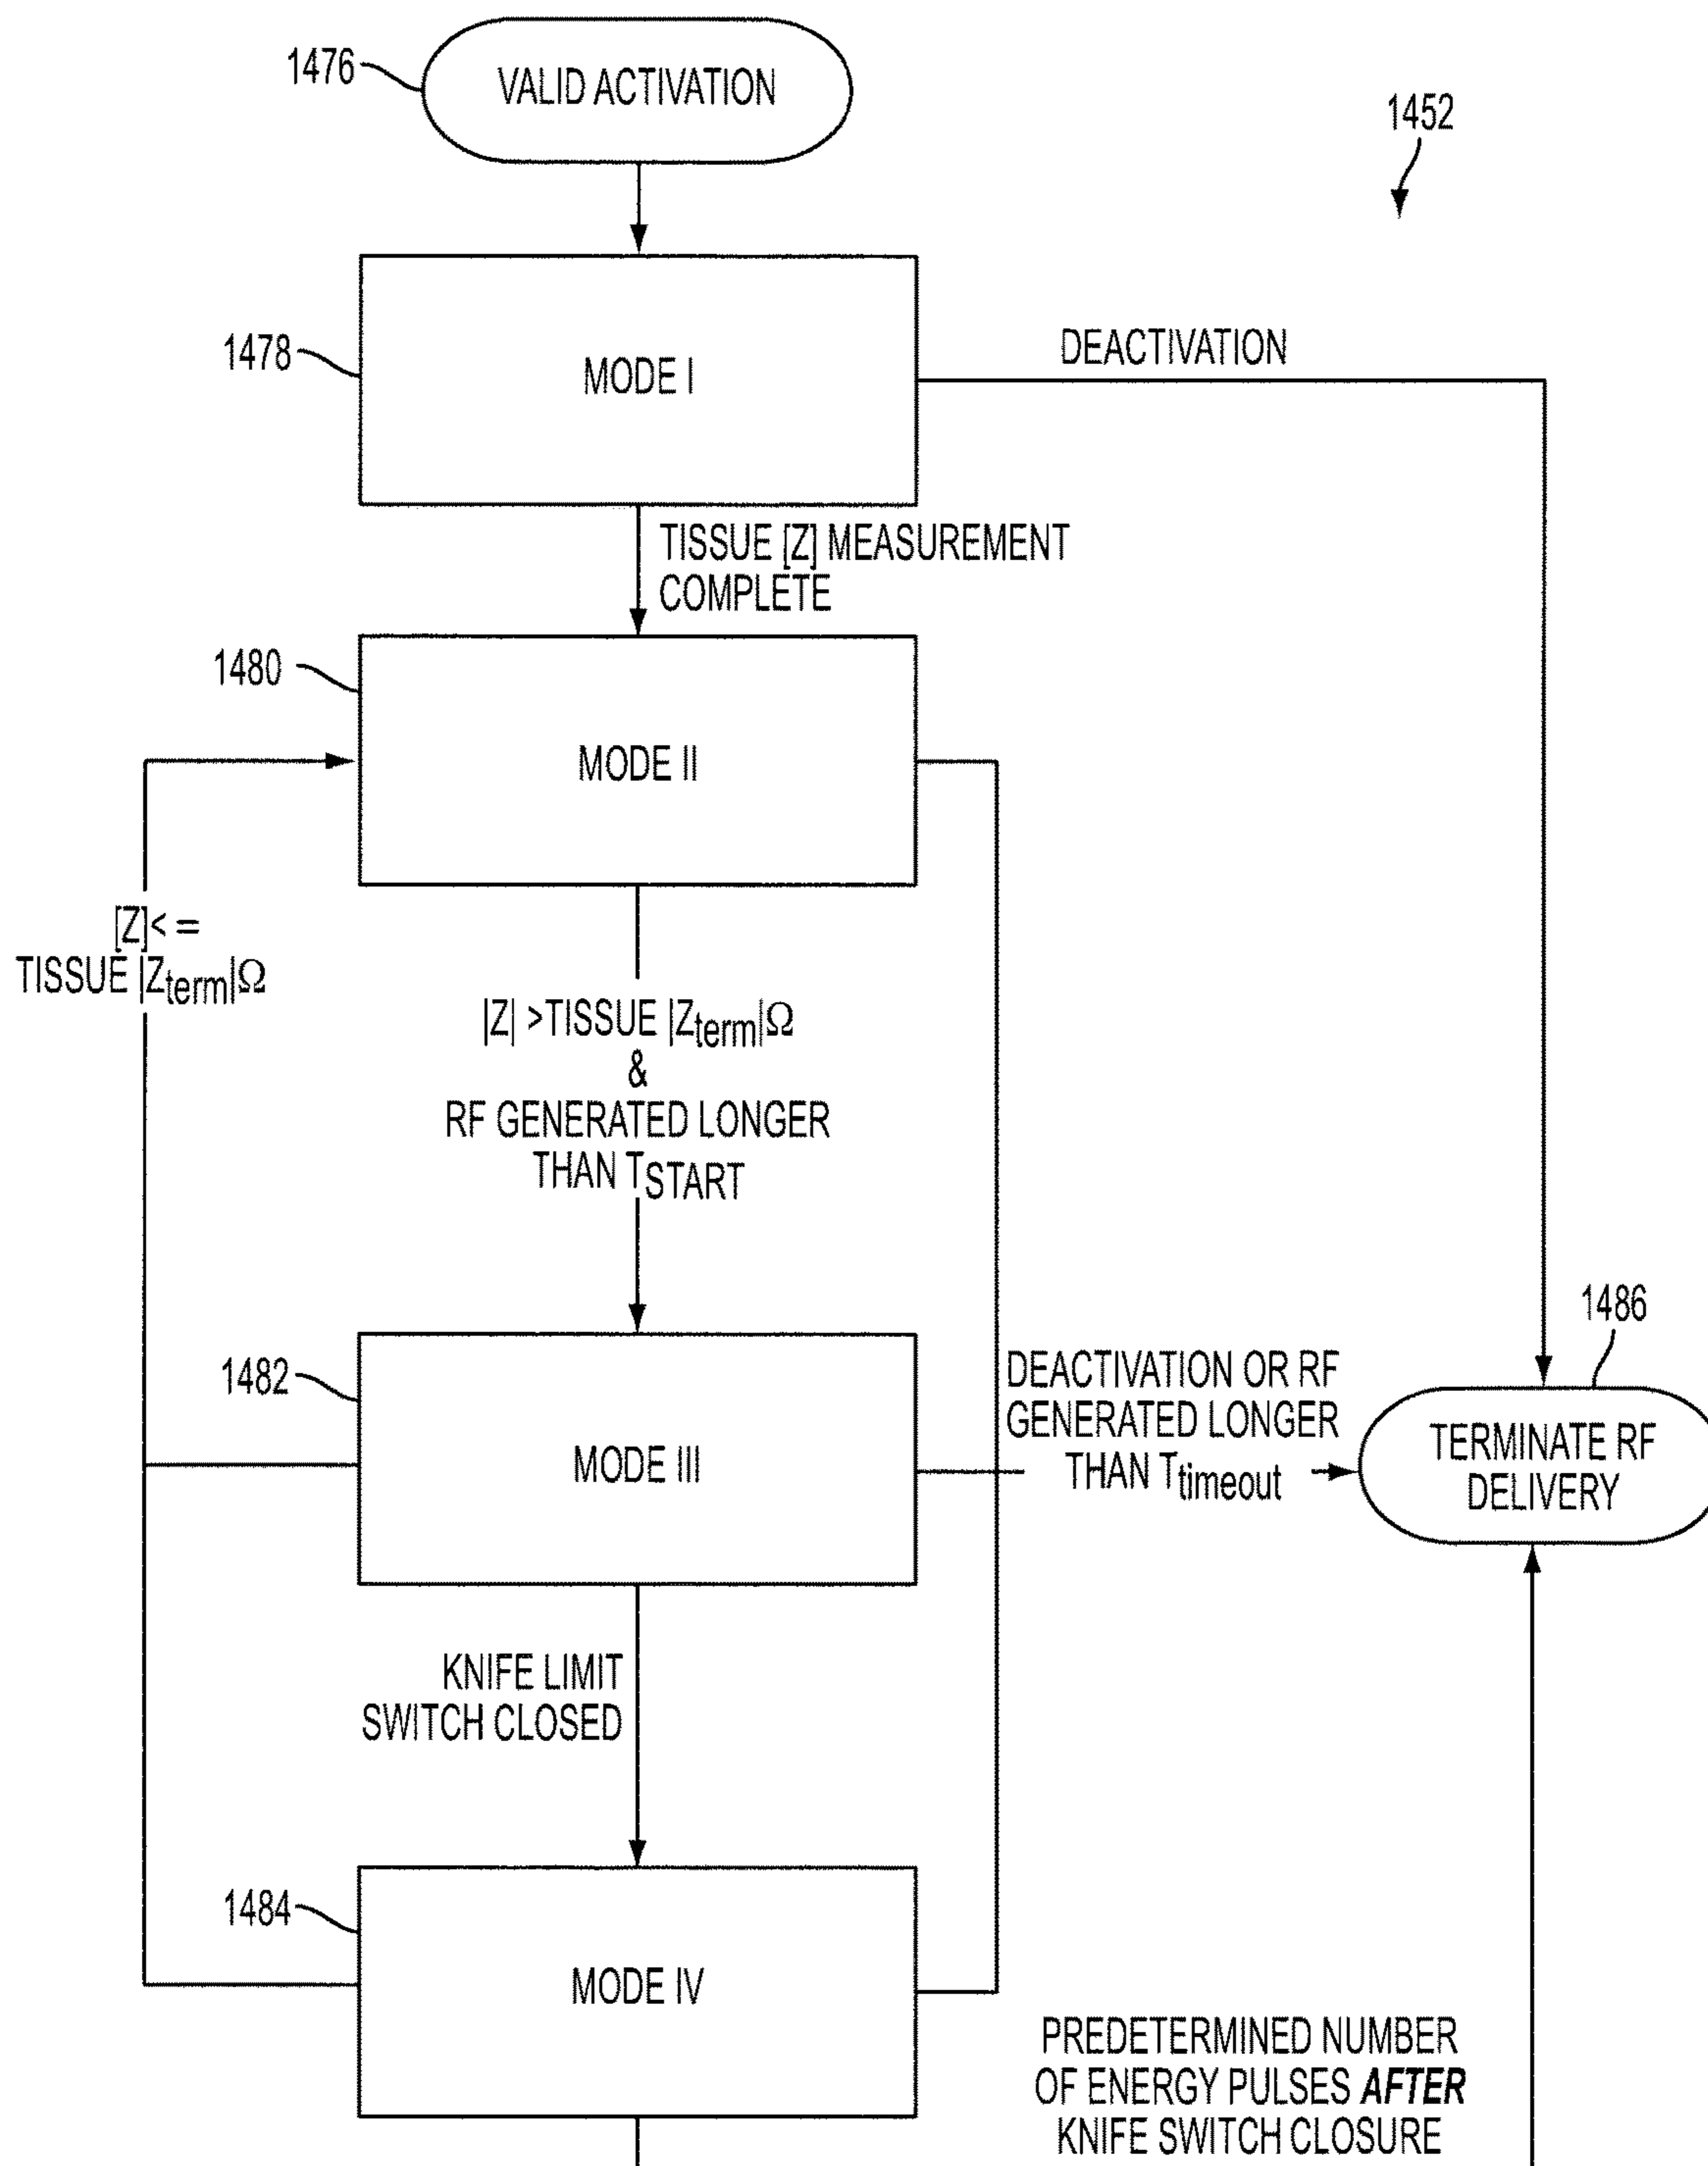 1476
VALID ACTIVATION
1452
1478
MODE I
DEACTIVATION
TISSUE [Z] MEASUREMENT
COMPLETE
1480
MODE II
[Z]< =
TISSUE |Zterm|Ω
|Z| >TISSUE |Zterm|Ω
&
RF GENERATED LONGER
THAN TSTART
1482
MODE III
DEACTIVATION OR RF
GENERATED LONGER
THAN Ttimeout
1486
TERMINATE RF
DELIVERY
KNIFE LIMIT
SWITCH CLOSED
1484
MODE IV
PREDETERMINED NUMBER
OF ENERGY PULSES AFTER
KNIFE SWITCH CLOSURE